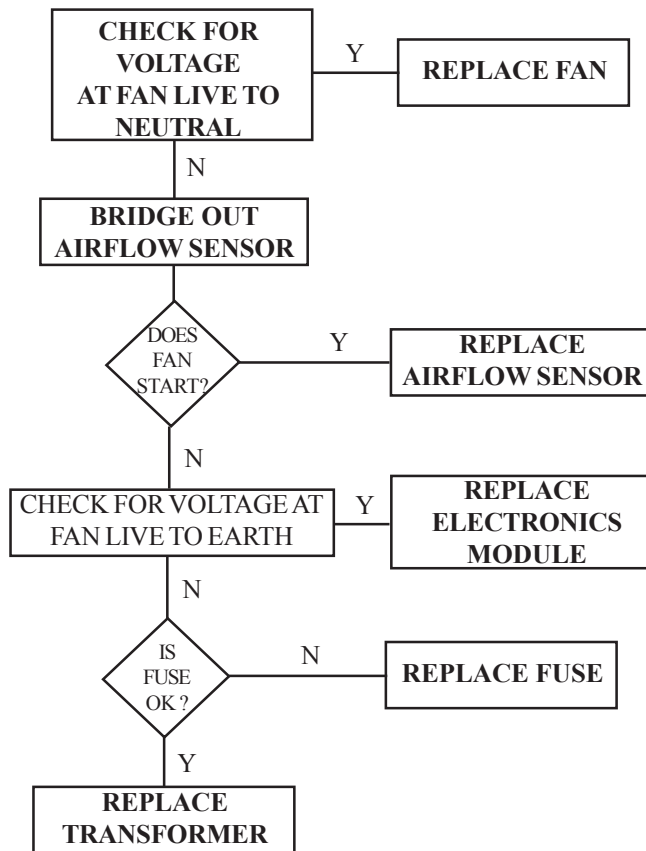 CHECK FOR
VOLTAGE
AT FAN LIVE TO
NEUTRAL
Y
REPLACE FAN
N
BRIDGE OUT
AIRFLOW SENSOR
DOES
FAN
START?
Y
REPLACE
AIRFLOW SENSOR
N
CHECK FOR VOLTAGE AT
FAN LIVE TO EARTH
Y
REPLACE
ELECTRONICS
MODULE
N
IS
FUSE
OK ?
N
REPLACE FUSE
Y
REPLACE
TRANSFORMER